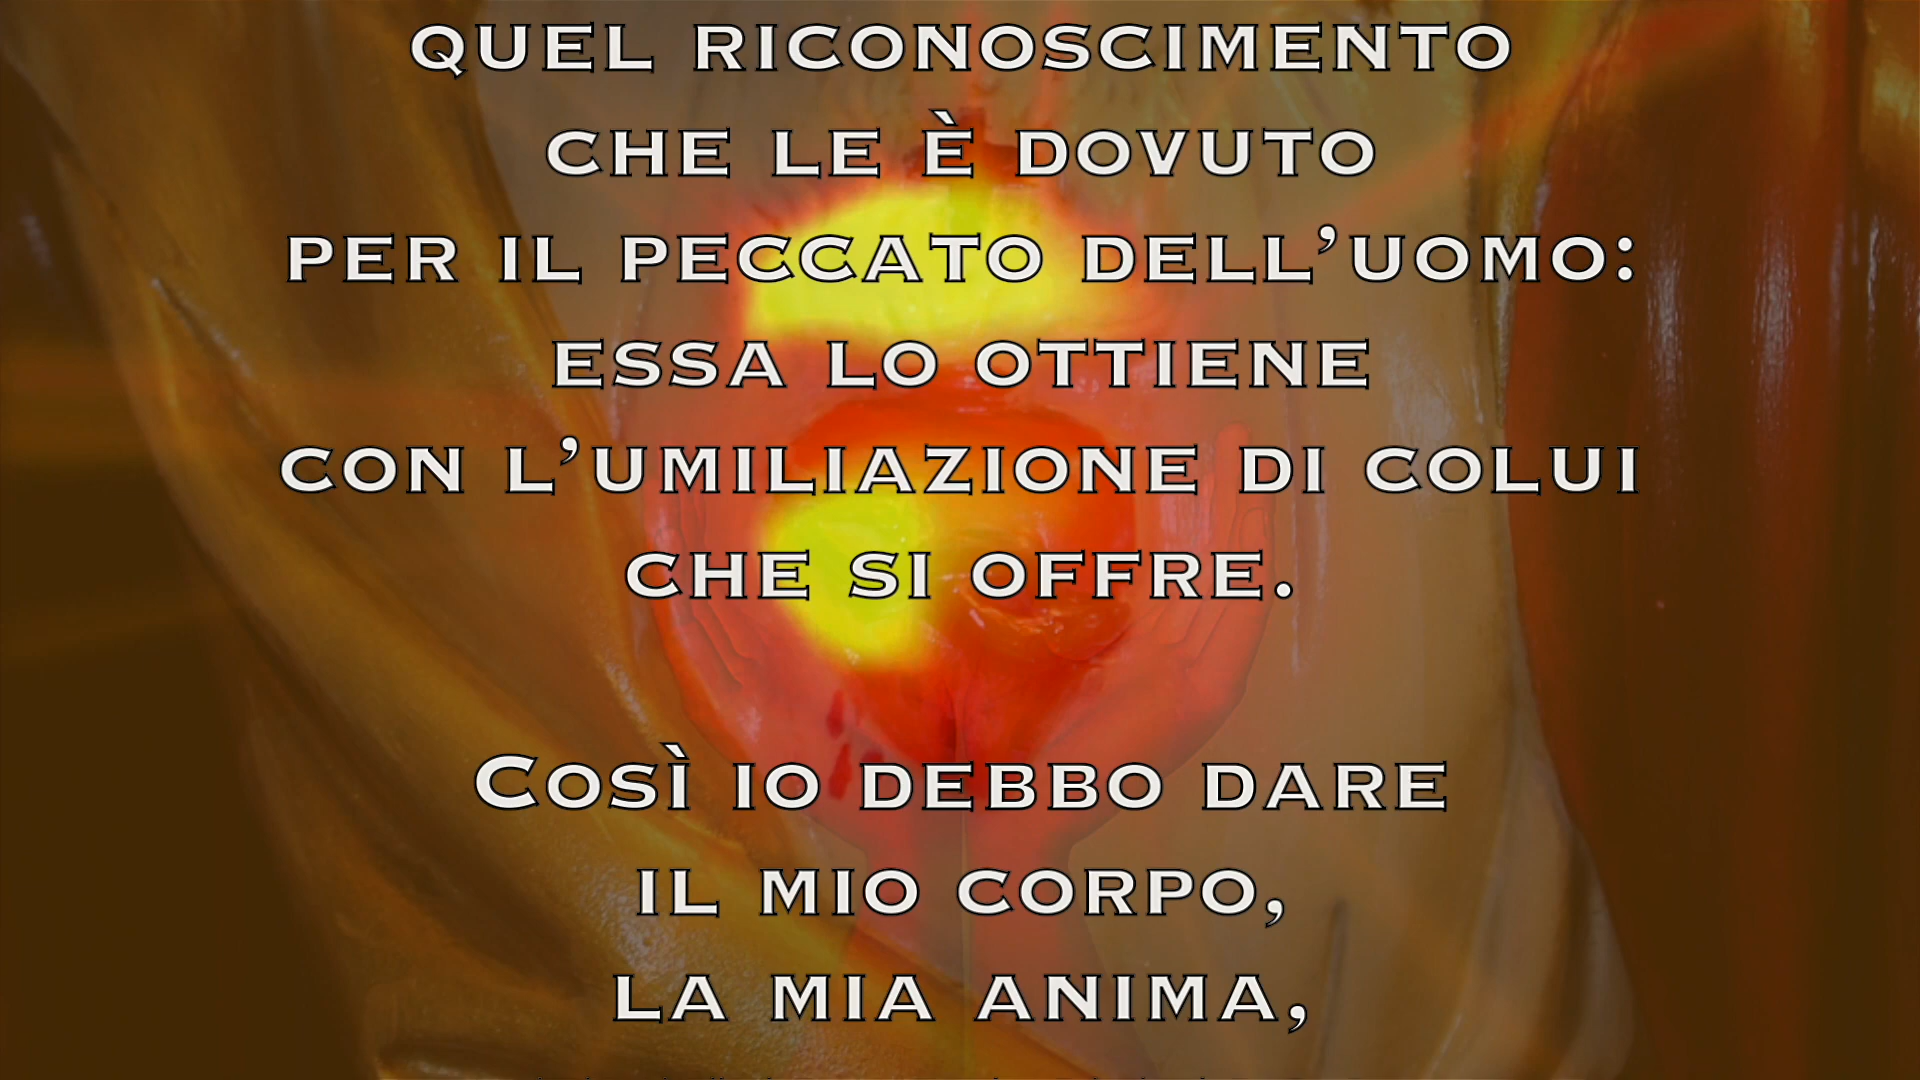 QUEL RICONOSCIMENTO
CHE LE È DOVUTO
PER IL PECCATO DELL’UOMO:
ESSA LO OTTIENE
CON L’UMILIAZIONE DI COLUI
CHE SI OFFRE.
COSÌ IO DEBBO DARE
IL MIO CORPO,
LA MIA ANIMA,